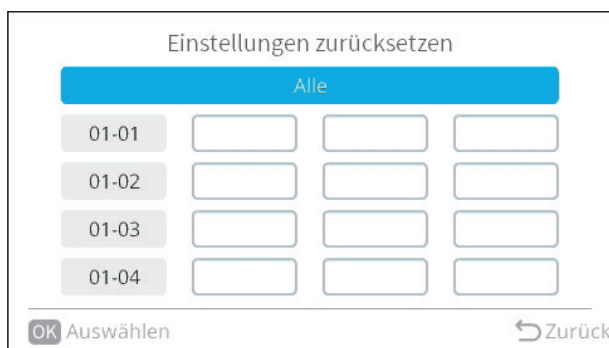 Einstellungen zurücksetzen
Alle
01-01
01-02
01-03
01-04
OK Auswählen
Zurück